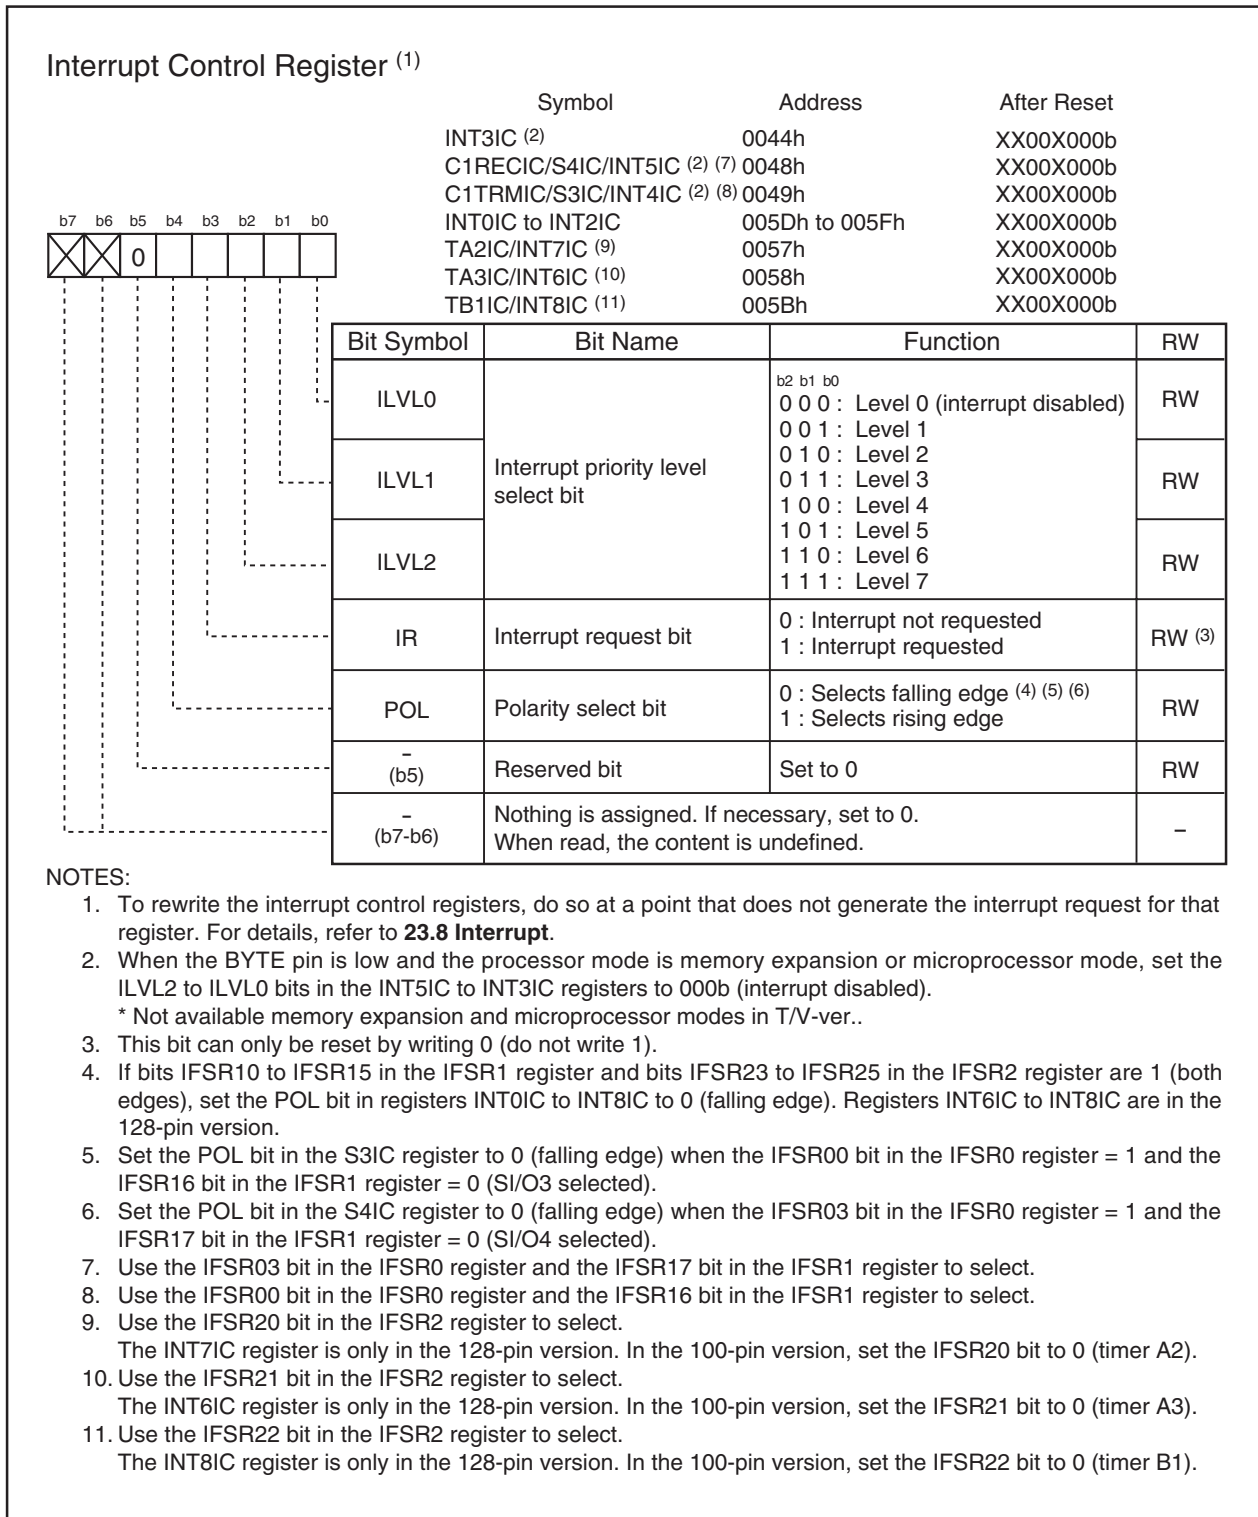 Interrupt Control Register (1)
Symbol Address After Reset
INT3IC (2) 0044h XX00X000b
C1RECIC/S4IC/INT5IC (2) (7) 0048h XX00X000b
C1TRMIC/S3IC/INT4IC (2) (8) 0049h XX00X000b
INT0IC to INT2IC 005Dh to 005Fh XX00X000b
TA2IC/INT7IC (9) 0057h XX00X000b
TA3IC/INT6IC (10) 0058h XX00X000b
TB1IC/INT8IC (11) 005Bh XX00X000b
b7 b6 b5 b4 b3 b2 b1 b0
0
Bit Symbol Bit Name Function RW
ILVL0 RW
ILVL1 RW
ILVL2 RW
Interrupt priority level
select bit
b2 b1 b0
0 0 0 : Level 0 (interrupt disabled)
0 0 1 : Level 1
0 1 0 : Level 2
0 1 1 : Level 3
1 0 0 : Level 4
1 0 1 : Level 5
1 1 0 : Level 6
1 1 1 : Level 7
IR Interrupt request bit 0 : Interrupt not requested RW (3)
1 : Interrupt requested
POL Polarity select bit 0 : Selects falling edge (4) (5) (6) RW
1 : Selects rising edge
– (b5) Reserved bit Set to 0 RW
– (b7-b6) Nothing is assigned. If necessary, set to 0. –
When read, the content is undefined.
NOTES:
1. To rewrite the interrupt control registers, do so at a point that does not generate the interrupt request for that
register. For details, refer to 23.8 Interrupt.
2. When the BYTE pin is low and the processor mode is memory expansion or microprocessor mode, set the
ILVL2 to ILVL0 bits in the INT5IC to INT3IC registers to 000b (interrupt disabled).
* Not available memory expansion and microprocessor modes in T/V-ver..
3. This bit can only be reset by writing 0 (do not write 1).
4. If bits IFSR10 to IFSR15 in the IFSR1 register and bits IFSR23 to IFSR25 in the IFSR2 register are 1 (both
edges), set the POL bit in registers INT0IC to INT8IC to 0 (falling edge). Registers INT6IC to INT8IC are in the
128-pin version.
5. Set the POL bit in the S3IC register to 0 (falling edge) when the IFSR00 bit in the IFSR0 register = 1 and the
IFSR16 bit in the IFSR1 register = 0 (SI/O3 selected).
6. Set the POL bit in the S4IC register to 0 (falling edge) when the IFSR03 bit in the IFSR0 register = 1 and the
IFSR17 bit in the IFSR1 register = 0 (SI/O4 selected).
7. Use the IFSR03 bit in the IFSR0 register and the IFSR17 bit in the IFSR1 register to select.
8. Use the IFSR00 bit in the IFSR0 register and the IFSR16 bit in the IFSR1 register to select.
9. Use the IFSR20 bit in the IFSR2 register to select.
The INT7IC register is only in the 128-pin version. In the 100-pin version, set the IFSR20 bit to 0 (timer A2).
10. Use the IFSR21 bit in the IFSR2 register to select.
The INT6IC register is only in the 128-pin version. In the 100-pin version, set the IFSR21 bit to 0 (timer A3).
11. Use the IFSR22 bit in the IFSR2 register to select.
The INT8IC register is only in the 128-pin version. In the 100-pin version, set the IFSR22 bit to 0 (timer B1).